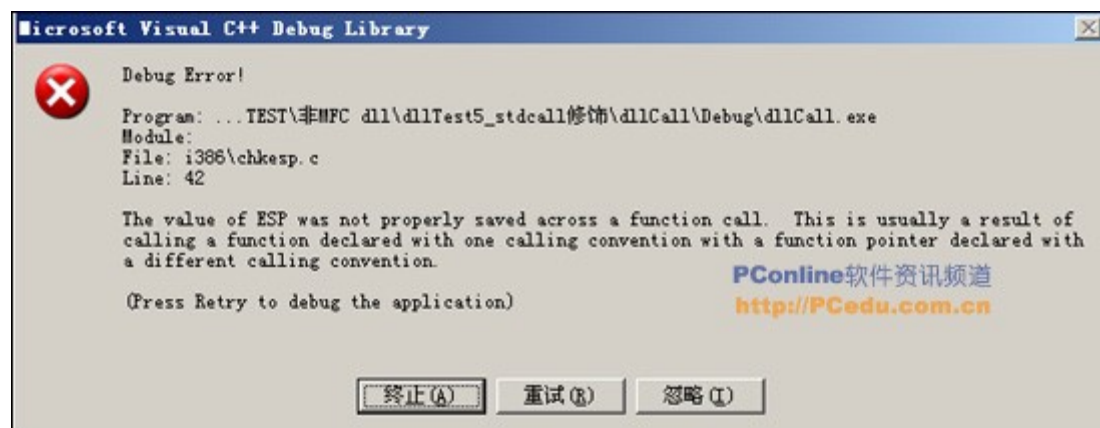 Microsoft Visual C++ Debug Library
Debug Error!
Program: ...TEST\非MFC dll\dllTest5_stdcall修饰\dllCall\Debug\dllCall.exe
Module:
File: i386\chkesp.c
Line: 42
The value of ESP was not properly saved across a function call.  This is usually a result of
calling a function declared with one calling convention with a function pointer declared with
a different calling convention.
PConline软件资讯频道
(Press Retry to debug the application)
http://PCedu.com.cn
终止(A)
重试(R)
忽略(I)